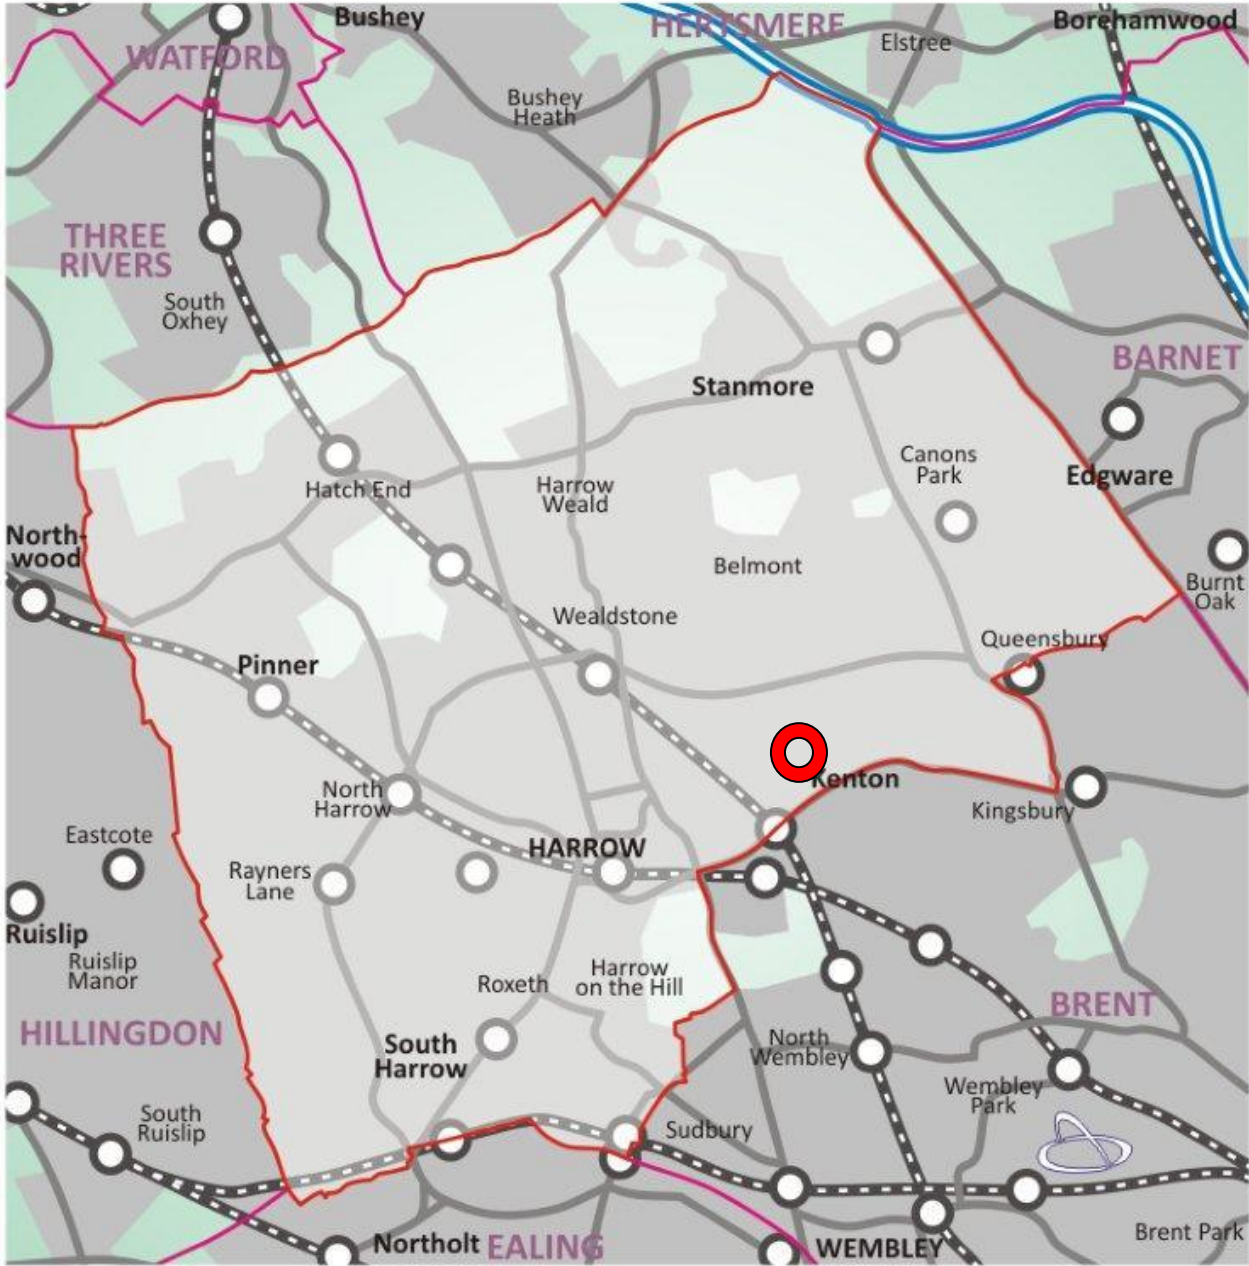 Bushey
HERTSMERE
Borehamwood
WATFORD
Elstree
Bushey
Heath
THREE
RIVERS
South
Oxhey
BARNET
Stanmore
Canons
Park
Edgware
Hatch End
Harrow
Weald
North-
wood
Belmont
Burnt
Oak
Wealdstone
Queensbury
Pinner
Kenton
North
Harrow
Kingsbury
Eastcote
HARROW
Rayners
Lane
Ruislip
Ruislip
Manor
Harrow
on the Hill
Roxeth
HILLINGDON
BRENT
South
Harrow
North
Wembley
Wembley
Park
South
Ruislip
Sudbury
Brent Park
Northolt
EALING
WEMBLEY